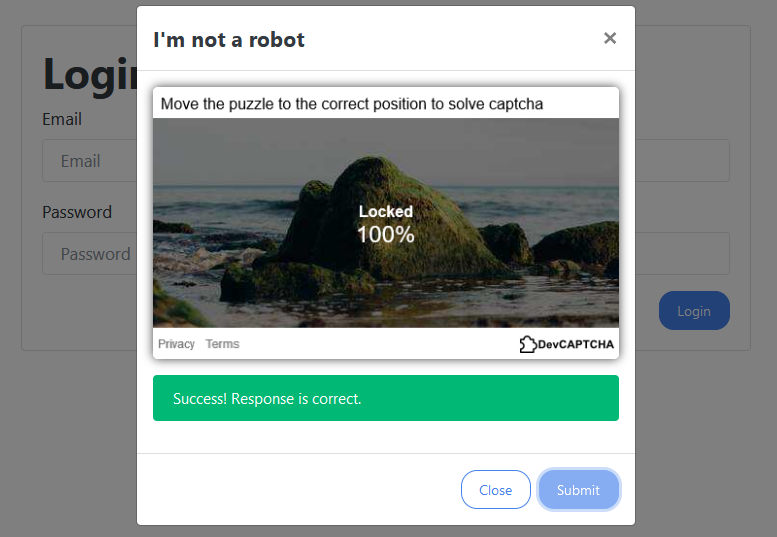 I'm not a robot ×
Move the puzzle to the correct position to solve captcha
Locked
100%
Privacy Terms DevCAPTCHA
Success! Response is correct.
Close Submit
Login
Email
Email
Password
Password
Login